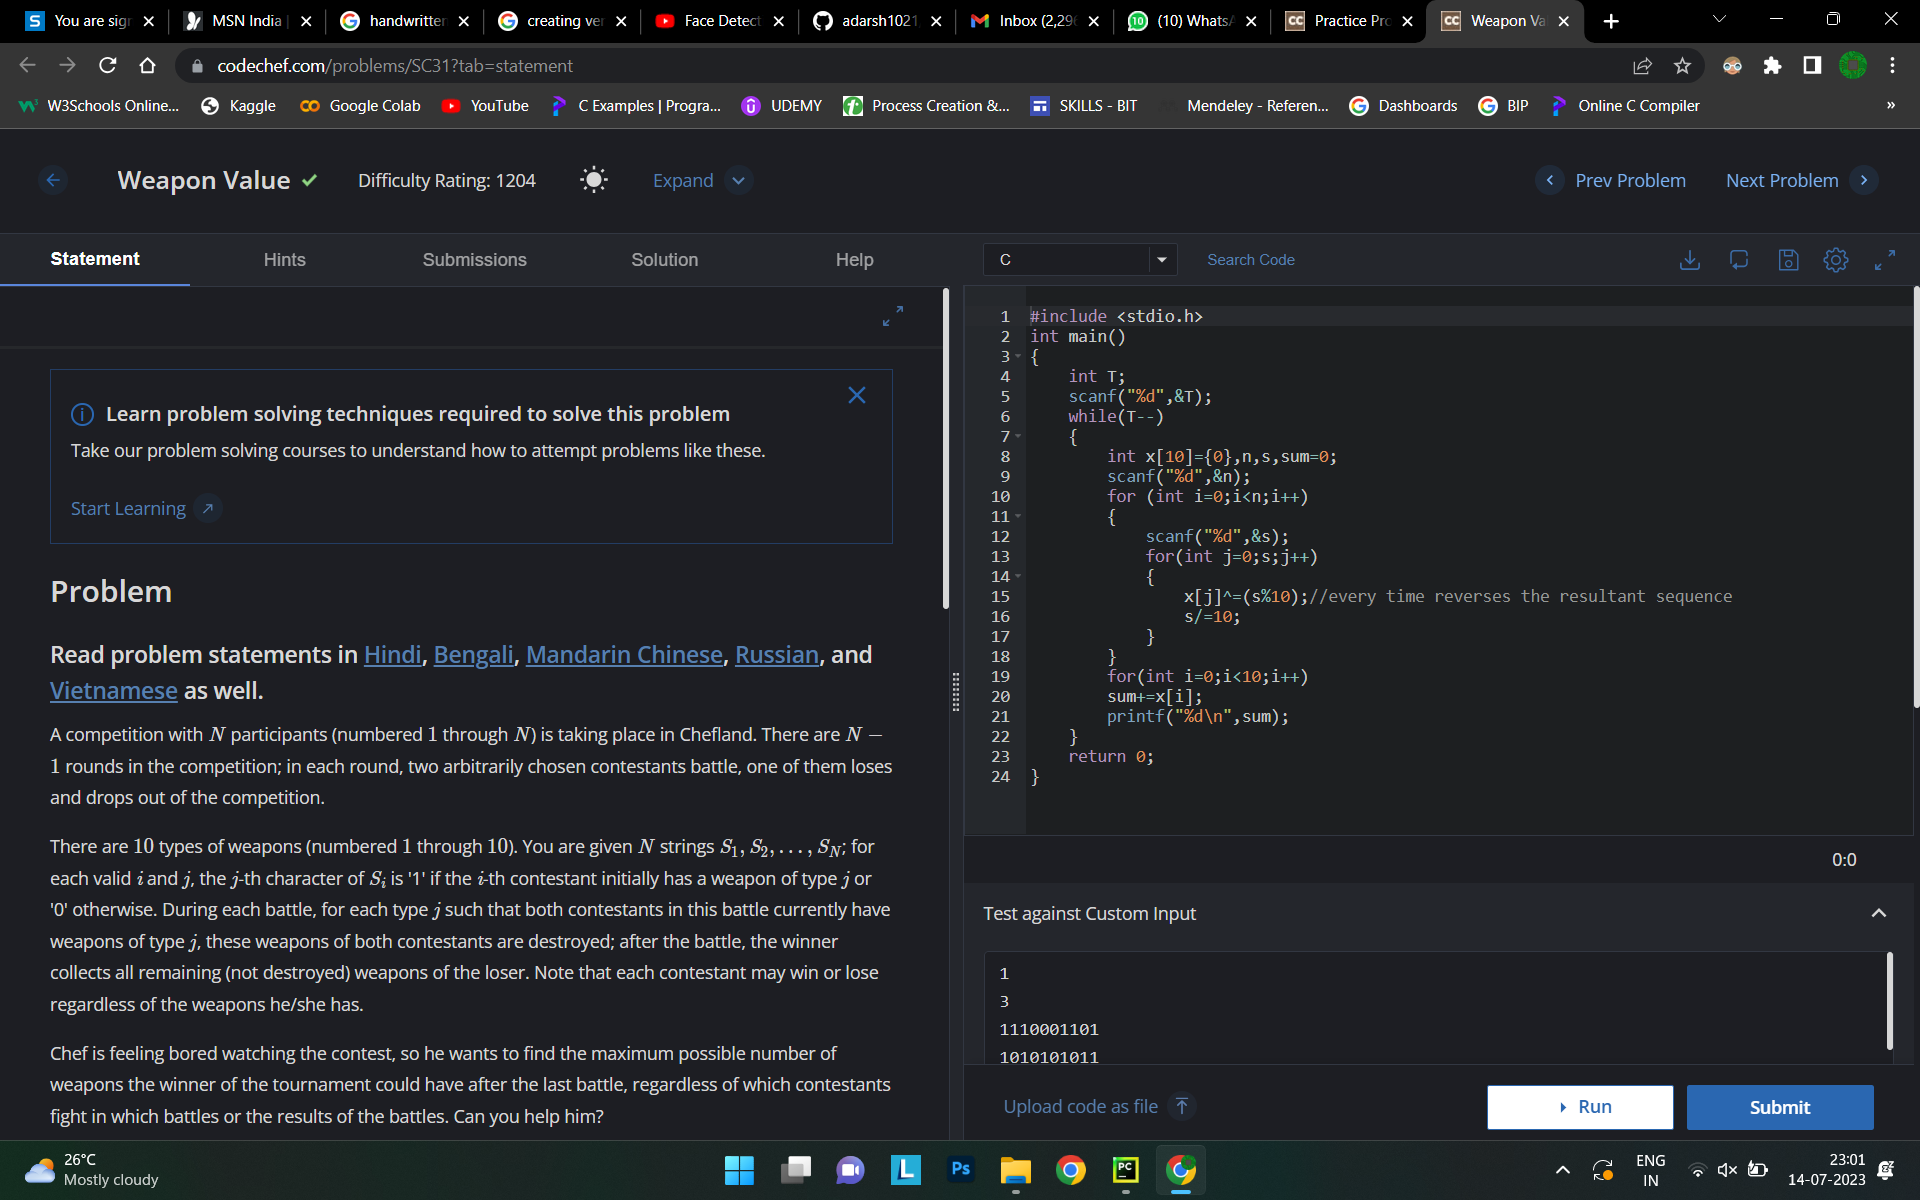 You are sig
MSN India |
handwritten
creating ver
Face Detect
adarsh1021
Inbox (2,29
(10) Whats
Practice Pro
Weapon Va
codechef.com/problems/SC31?tab=statement
W3Schools Online...
Kaggle
Google Colab
YouTube
C Examples | Progra...
UDEMY
Process Creation &...
SKILLS - BIT
Mendeley - Referen...
Dashboards
BIP
Online C Compiler
»
Weapon Value
Difficulty Rating: 1204
Expand
Prev Problem
Next Problem
Statement
Hints
Submissions
Solution
Help
C
Search Code
Learn problem solving techniques required to solve this problem
Take our problem solving courses to understand how to attempt problems like these.
Start Learning
Problem
Read problem statements in Hindi, Bengali, Mandarin Chinese, Russian, and
Vietnamese as well.
A competition with N participants (numbered 1 through N) is taking place in Chefland. There are N −
1 rounds in the competition; in each round, two arbitrarily chosen contestants battle, one of them loses
and drops out of the competition.
There are 10 types of weapons (numbered 1 through 10). You are given N strings S1, S2, . . . , SN; for
each valid i and j, the j-th character of Si is '1' if the i-th contestant initially has a weapon of type j or
'0' otherwise. During each battle, for each type j such that both contestants in this battle currently have
weapons of type j, these weapons of both contestants are destroyed; after the battle, the winner
collects all remaining (not destroyed) weapons of the loser. Note that each contestant may win or lose
regardless of the weapons he/she has.
Chef is feeling bored watching the contest, so he wants to find the maximum possible number of
weapons the winner of the tournament could have after the last battle, regardless of which contestants
fight in which battles or the results of the battles. Can you help him?
1 #include <stdio.h>
2 int main()
3 {
4 int T;
5 scanf("%d",&T);
6 while(T--)
7 {
8 int x[10]={0},n,s,sum=0;
9 scanf("%d",&n);
10 for (int i=0;i<n;i++)
11 {
12 scanf("%d",&s);
13 for(int j=0;s;j++)
14 {
15 x[j]^=(s%10);//every time reverses the resultant sequence
16 s/=10;
17 }
18 }
19 for(int i=0;i<10;i++)
20 sum+=x[i];
21 printf("%d\n",sum);
22 }
23 return 0;
24 }
0:0
Test against Custom Input
1
3
1110001101
1010101011
Upload code as file
Run
Submit
26°C
Mostly cloudy
ENG
IN
23:01
14-07-2023